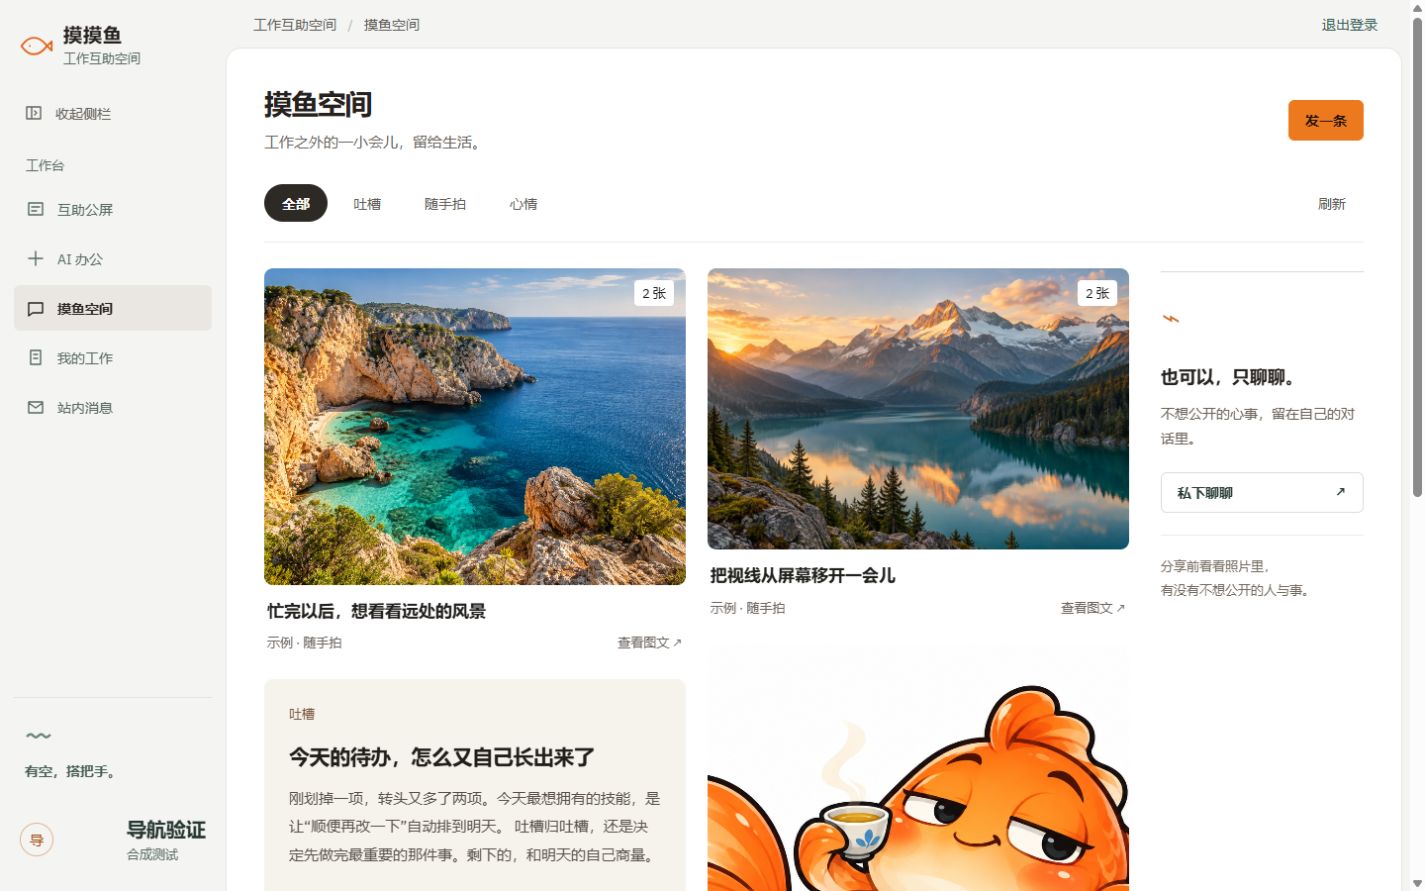 摸摸鱼
工作互助空间
收起侧栏
工作台
互助公屏
AI 办公
摸鱼空间
我的工作
站内消息
有空，搭把手。
导
导航验证
合成测试
工作互助空间 / 摸鱼空间
退出登录
摸鱼空间
工作之外的一小会儿，留给生活。
发一条
全部
吐槽
随手拍
心情
刷新
2 张
忙完以后，想看看远处的风景
示例 · 随手拍
查看图文 ↗
吐槽
今天的待办，怎么又自己长出来了
刚划掉一项，转头又多了两项。今天最想拥有的技能，是
让“顺便再改一下”自动排到明天。 吐槽归吐槽，还是决
定先做完最重要的那件事。剩下的，和明天的自己商量。
2 张
把视线从屏幕移开一会儿
示例 · 随手拍
查看图文 ↗
也可以，只聊聊。
不想公开的心事，留在自己的对
话里。
私下聊聊 ↗
分享前看看照片里，
有没有不想公开的人与事。